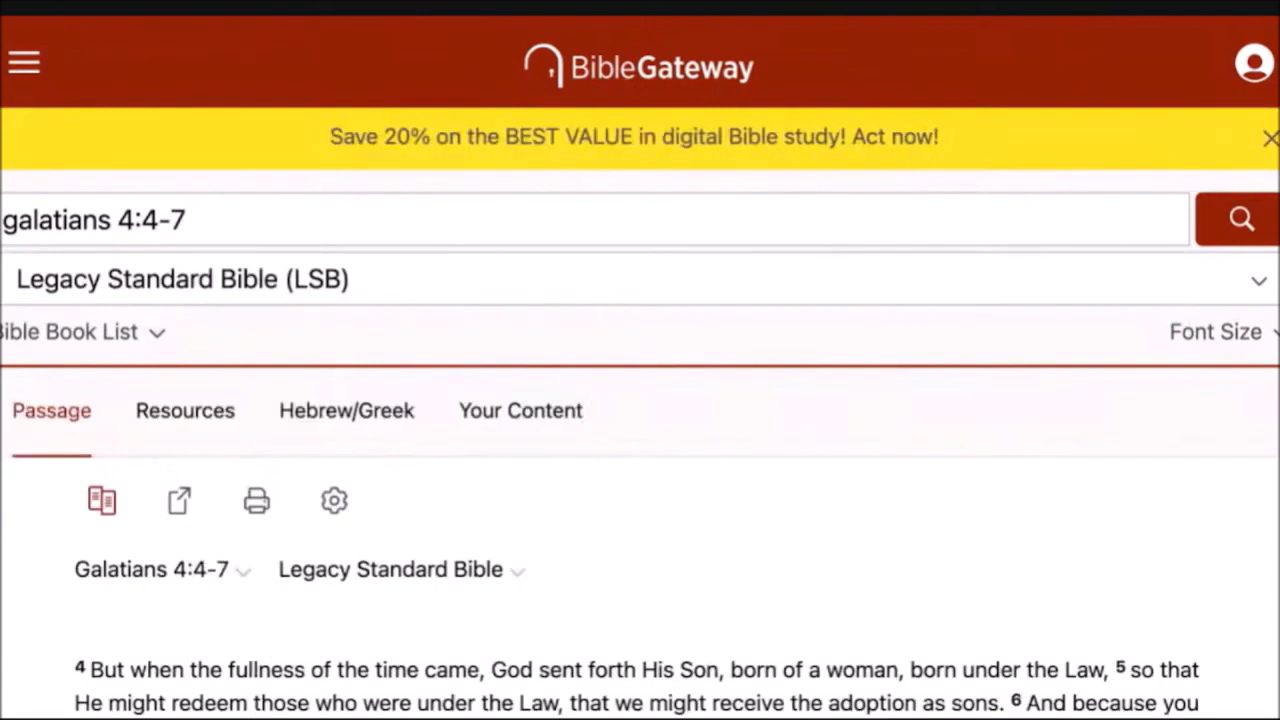 BibleGateway
Save 20% on the BEST VALUE in digital Bible study! Act now!
galatians 4:4-7
Legacy Standard Bible (LSB)
Bible Book List
Font Size
Passage Resources Hebrew/Greek Your Content
Galatians 4:4-7 Legacy Standard Bible
4 But when the fullness of the time came, God sent forth His Son, born of a woman, born under the Law, 5 so that
He might redeem those who were under the Law, that we might receive the adoption as sons. 6 And because you